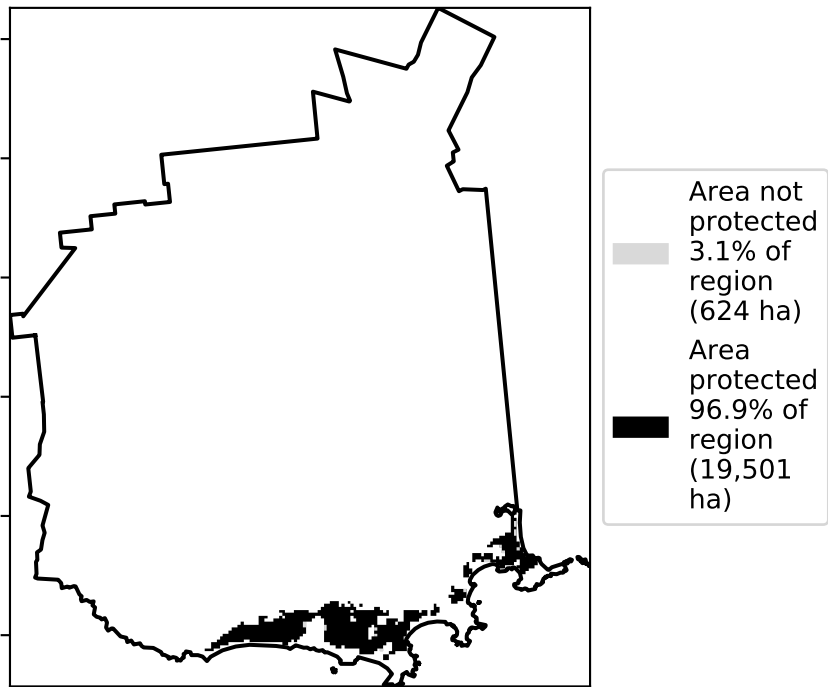 Area not
protected
3.1% of
region
(624 ha)
Area
protected
96.9% of
region
(19,501
ha)